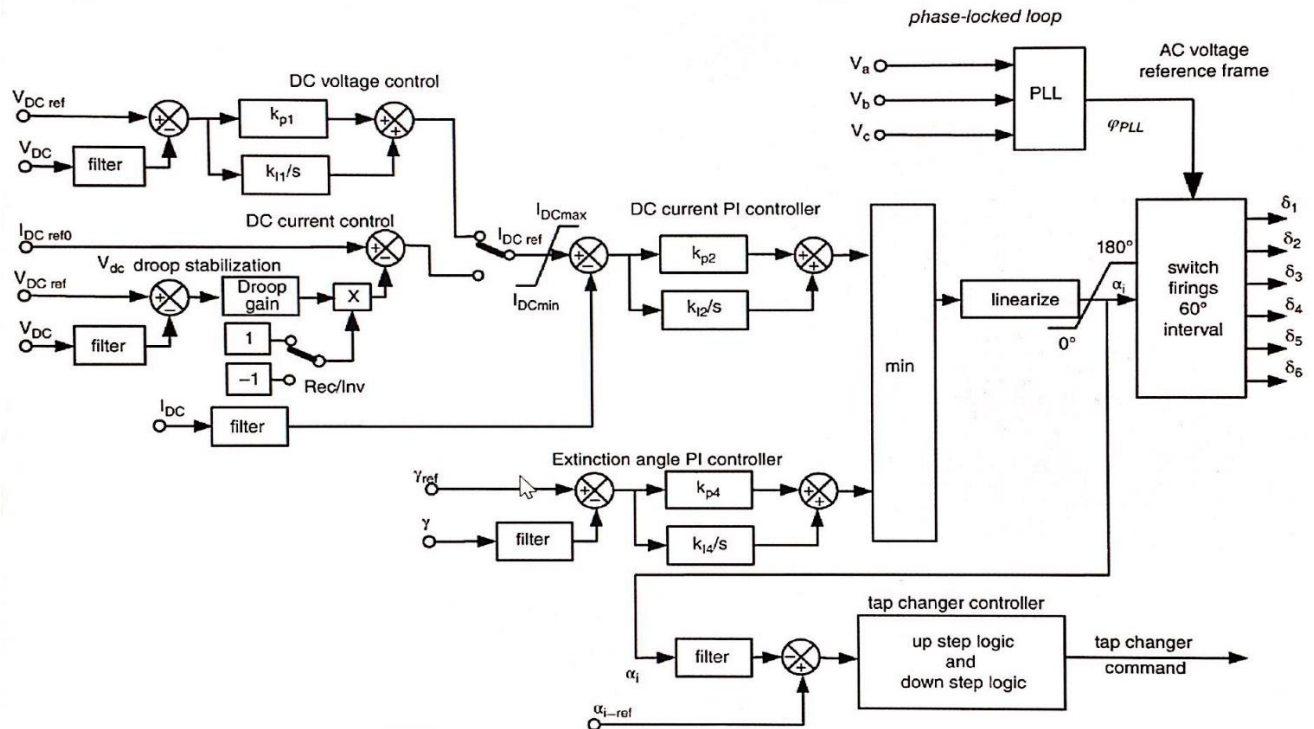 phase-locked loop
V_a
V_b
V_c
PLL
AC voltage
reference frame
φ_PLL
DC voltage control
V_DC ref
+
−
k_p1
+
+
V_DC
filter
k_I1/s
DC current control
I_DC ref0
+
−
V_dc droop stabilization
V_DC ref
+
−
Droop
gain
X
V_DC
filter
1
−1
Rec/Inv
I_DC
filter
I_DCmax
I_DC ref
I_DCmin
+
−
DC current PI controller
k_p2
+
+
k_I2/s
min
linearize
180°
0°
α_i
switch
firings
60°
interval
δ_1
δ_2
δ_3
δ_4
δ_5
δ_6
Extinction angle PI controller
γ_ref
+
−
k_p4
+
+
γ
filter
k_I4/s
tap changer controller
α_i
filter
−
+
up step logic
and
down step logic
tap changer
command
α_i–ref